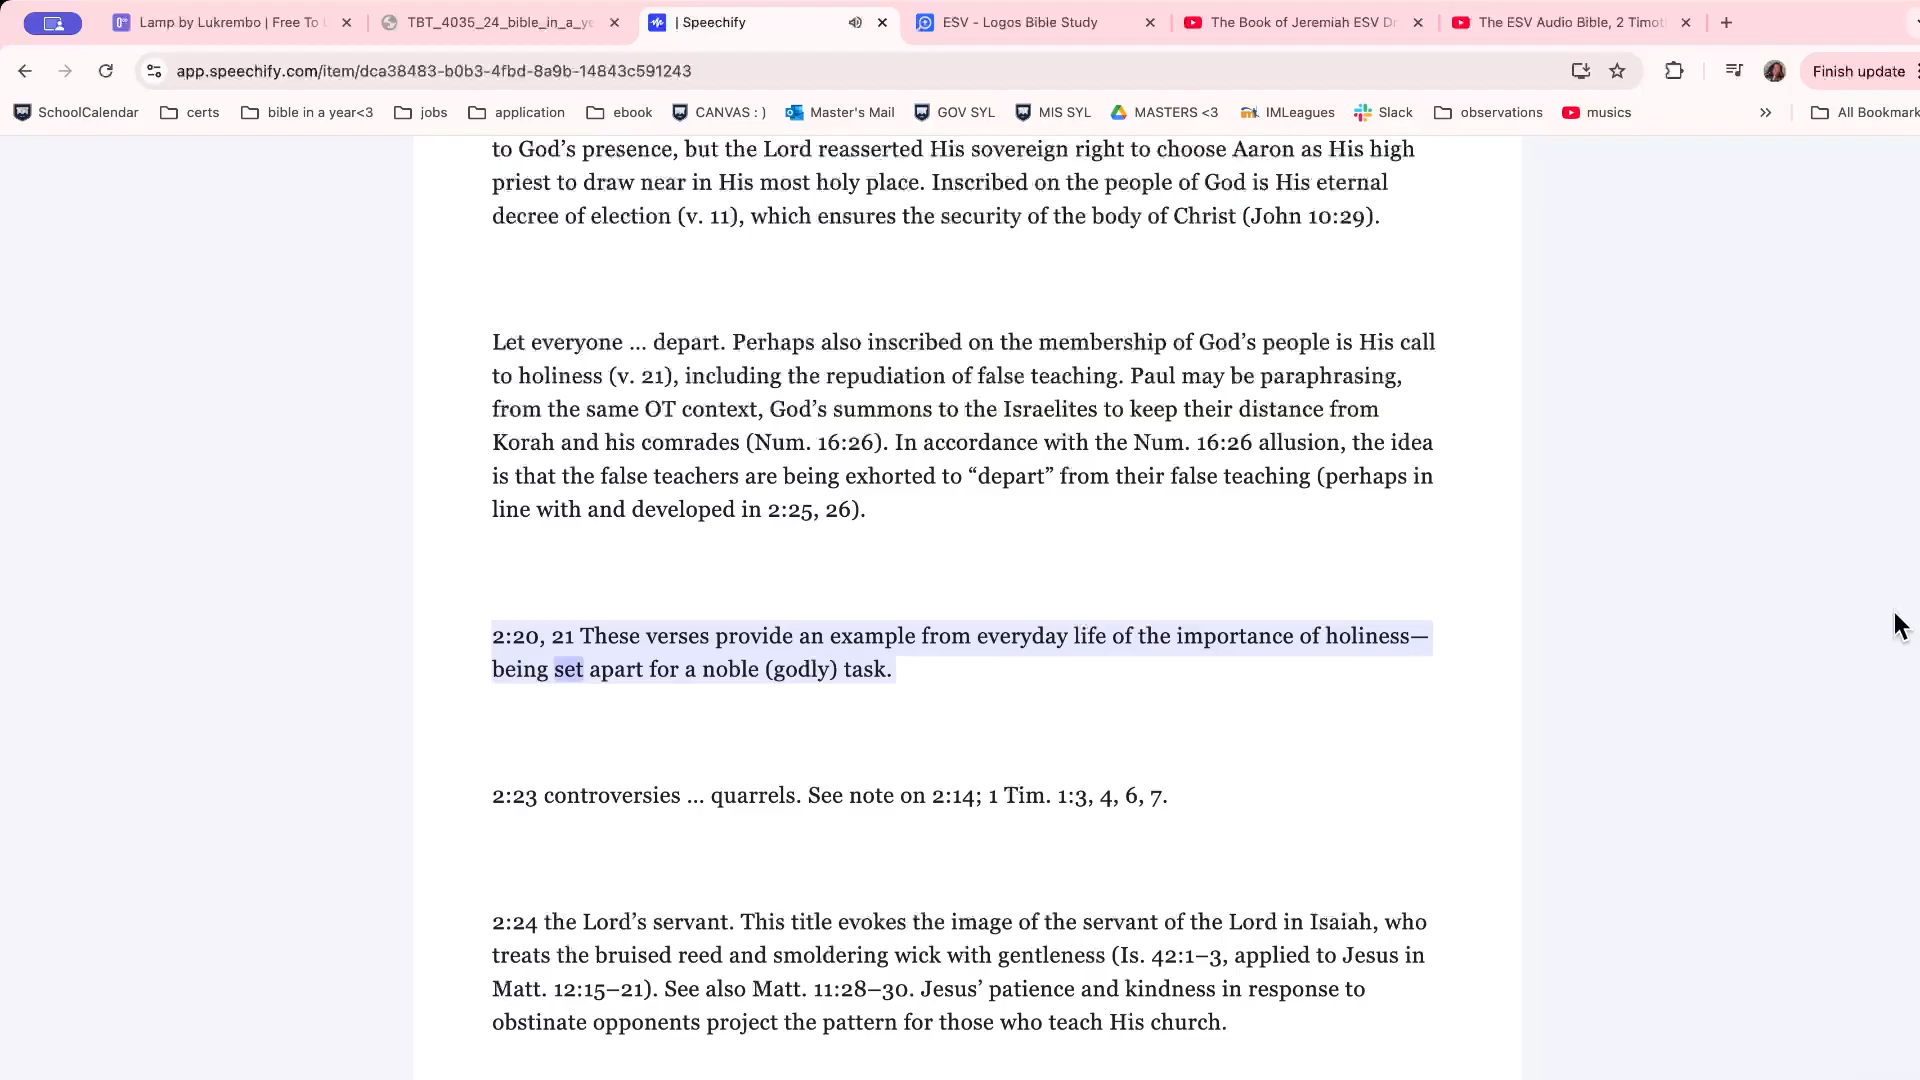 Lamp by Lukrembo | Free To
TBT_4035_24_bible_in_a_ye
| Speechify
ESV - Logos Bible Study
The Book of Jeremiah ESV Dr
The ESV Audio Bible, 2 Timot
app.speechify.com/item/dca38483-b0b3-4fbd-8a9b-14843c591243
Finish update
SchoolCalendar
certs
bible in a year<3
jobs
application
ebook
CANVAS : )
Master's Mail
GOV SYL
MIS SYL
MASTERS <3
IMLeagues
Slack
observations
musics
All Bookmark
to God’s presence, but the Lord reasserted His sovereign right to choose Aaron as His high
priest to draw near in His most holy place. Inscribed on the people of God is His eternal
decree of election (v. 11), which ensures the security of the body of Christ (John 10:29).
Let everyone … depart. Perhaps also inscribed on the membership of God’s people is His call
to holiness (v. 21), including the repudiation of false teaching. Paul may be paraphrasing,
from the same OT context, God’s summons to the Israelites to keep their distance from
Korah and his comrades (Num. 16:26). In accordance with the Num. 16:26 allusion, the idea
is that the false teachers are being exhorted to “depart” from their false teaching (perhaps in
line with and developed in 2:25, 26).
2:20, 21 These verses provide an example from everyday life of the importance of holiness—
being set apart for a noble (godly) task.
2:23 controversies … quarrels. See note on 2:14; 1 Tim. 1:3, 4, 6, 7.
2:24 the Lord’s servant. This title evokes the image of the servant of the Lord in Isaiah, who
treats the bruised reed and smoldering wick with gentleness (Is. 42:1–3, applied to Jesus in
Matt. 12:15–21). See also Matt. 11:28–30. Jesus’ patience and kindness in response to
obstinate opponents project the pattern for those who teach His church.